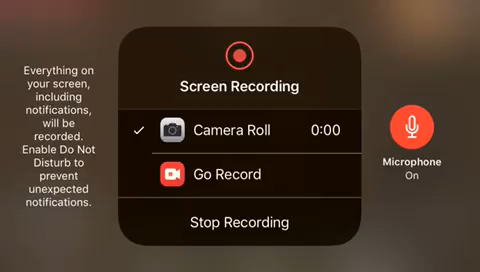 Everything on
your screen,
including
notifications,
will be
recorded.
Enable Do Not
Disturb to
prevent
unexpected
notifications.
Screen Recording
Camera Roll 0:00
Go Record
Stop Recording
Microphone
On